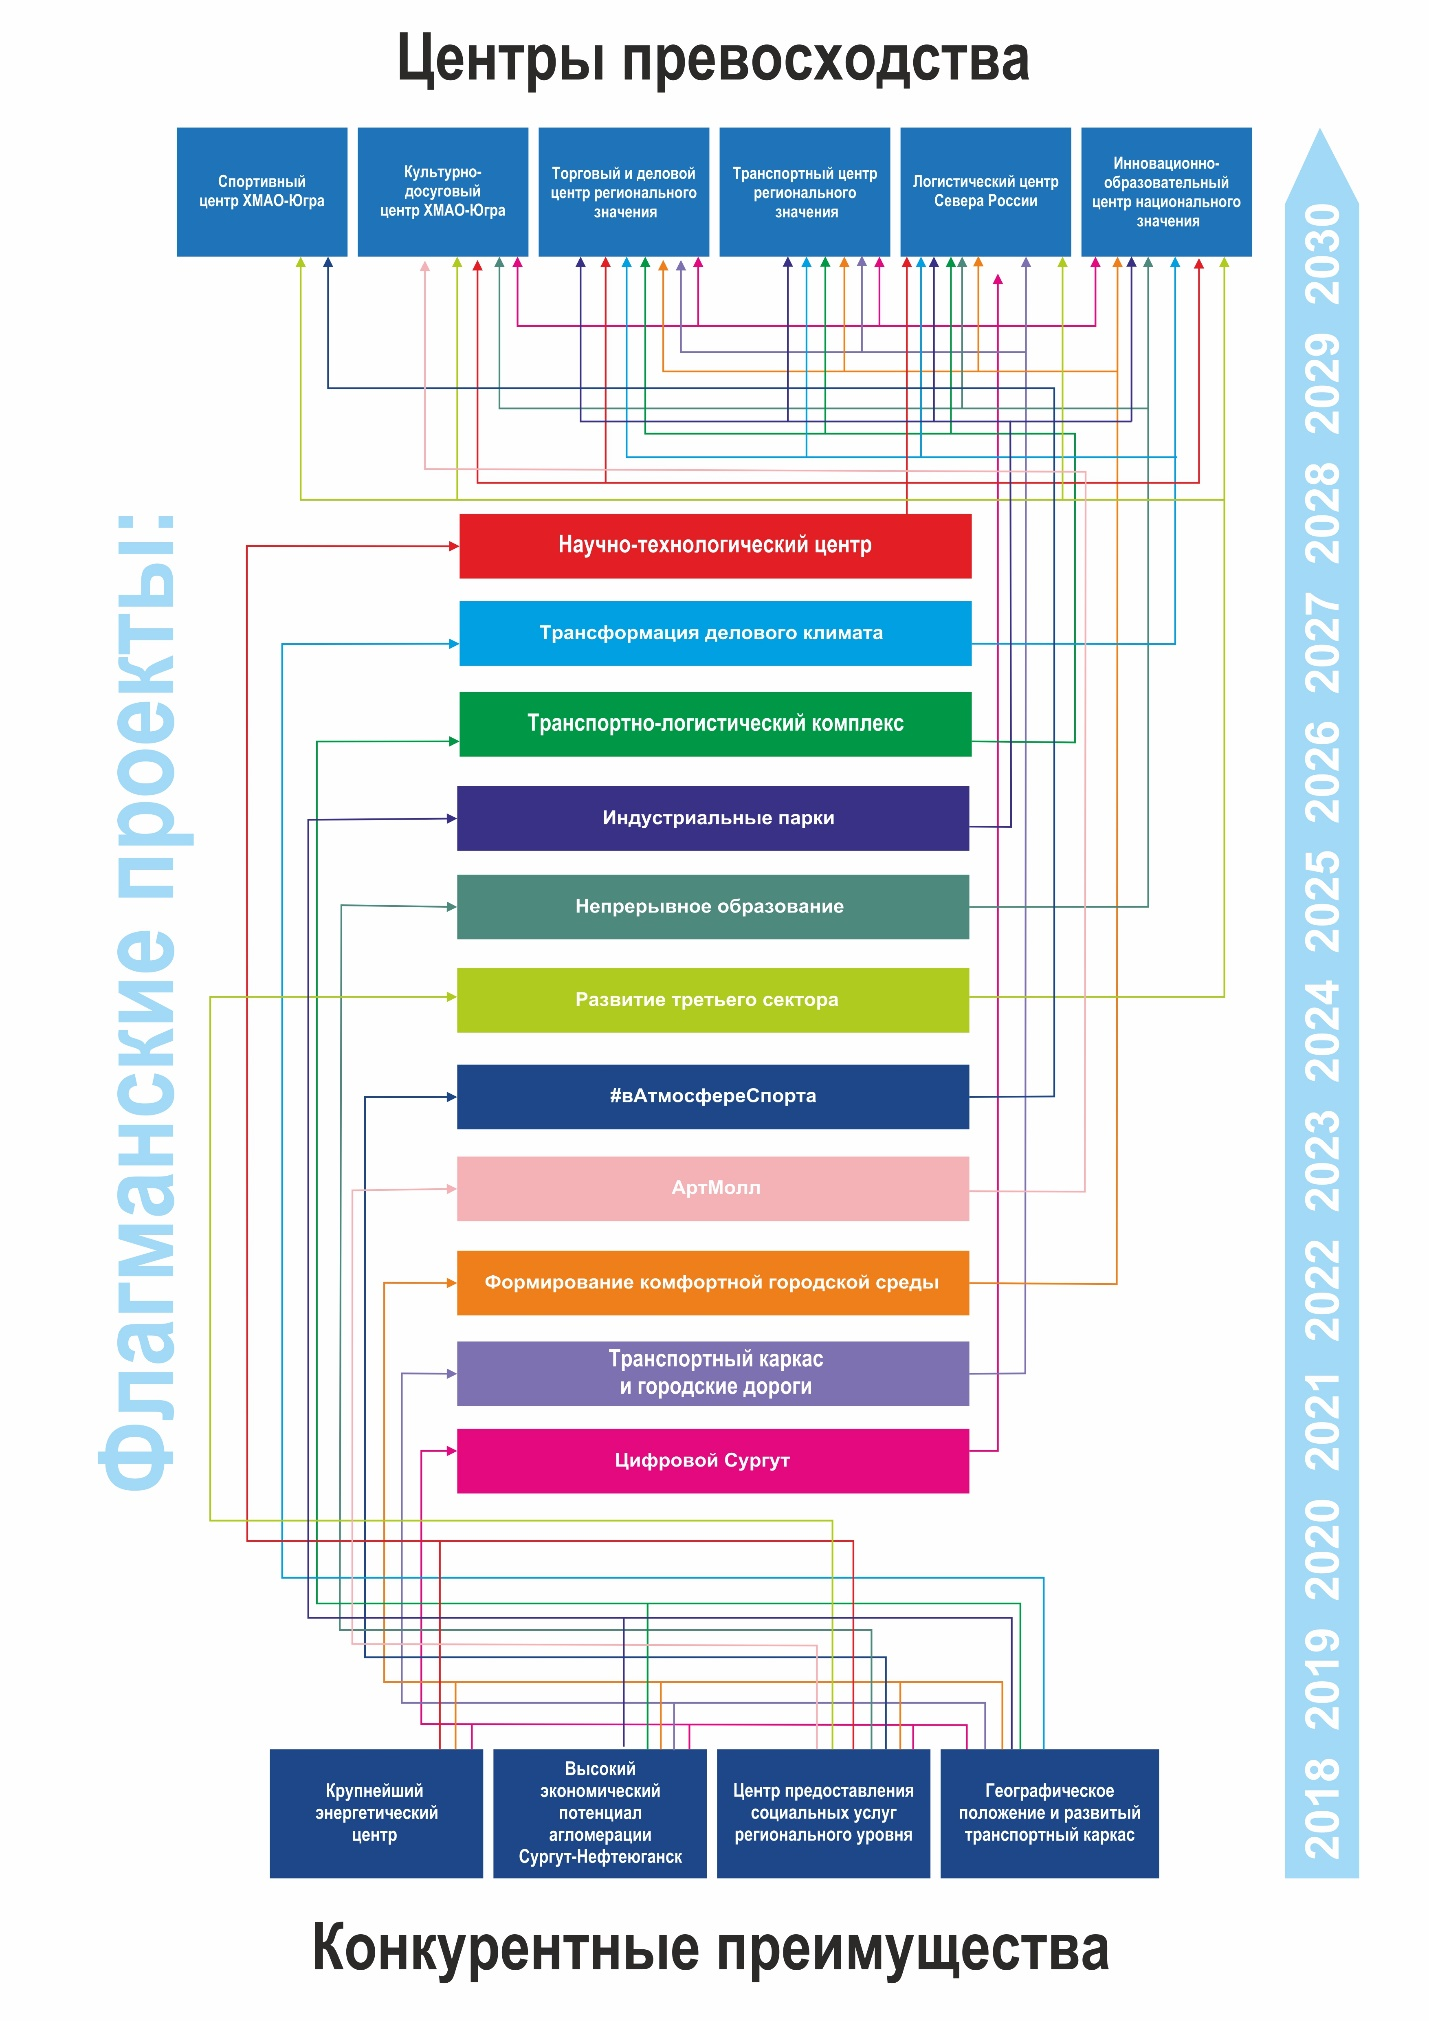 Центры превосходства
Спортивный
центр ХМАО-Югра
Культурно-
досуговый
центр ХМАО-Югра
Торговый и деловой
центр регионального
значения
Транспортный центр
регионального
значения
Логистический центр
Севера России
Инновационно-
образовательный
центр национального
значения
Флагманские проекты:
Научно-технологический центр
Трансформация делового климата
Транспортно-логистический комплекс
Индустриальные парки
Непрерывное образование
Развитие третьего сектора
#вАтмосфереСпорта
АртМолл
Формирование комфортной городской среды
Транспортный каркас
и городские дороги
Цифровой Сургут
Крупнейший
энергетический
центр
Высокий
экономический
потенциал
агломерации
Сургут-Нефтеюганск
Центр предоставления
социальных услуг
регионального уровня
Географическое
положение и развитый
транспортный каркас
2018 2019 2020 2021 2022 2023 2024 2025 2026 2027 2028 2029 2030
Конкурентные преимущества